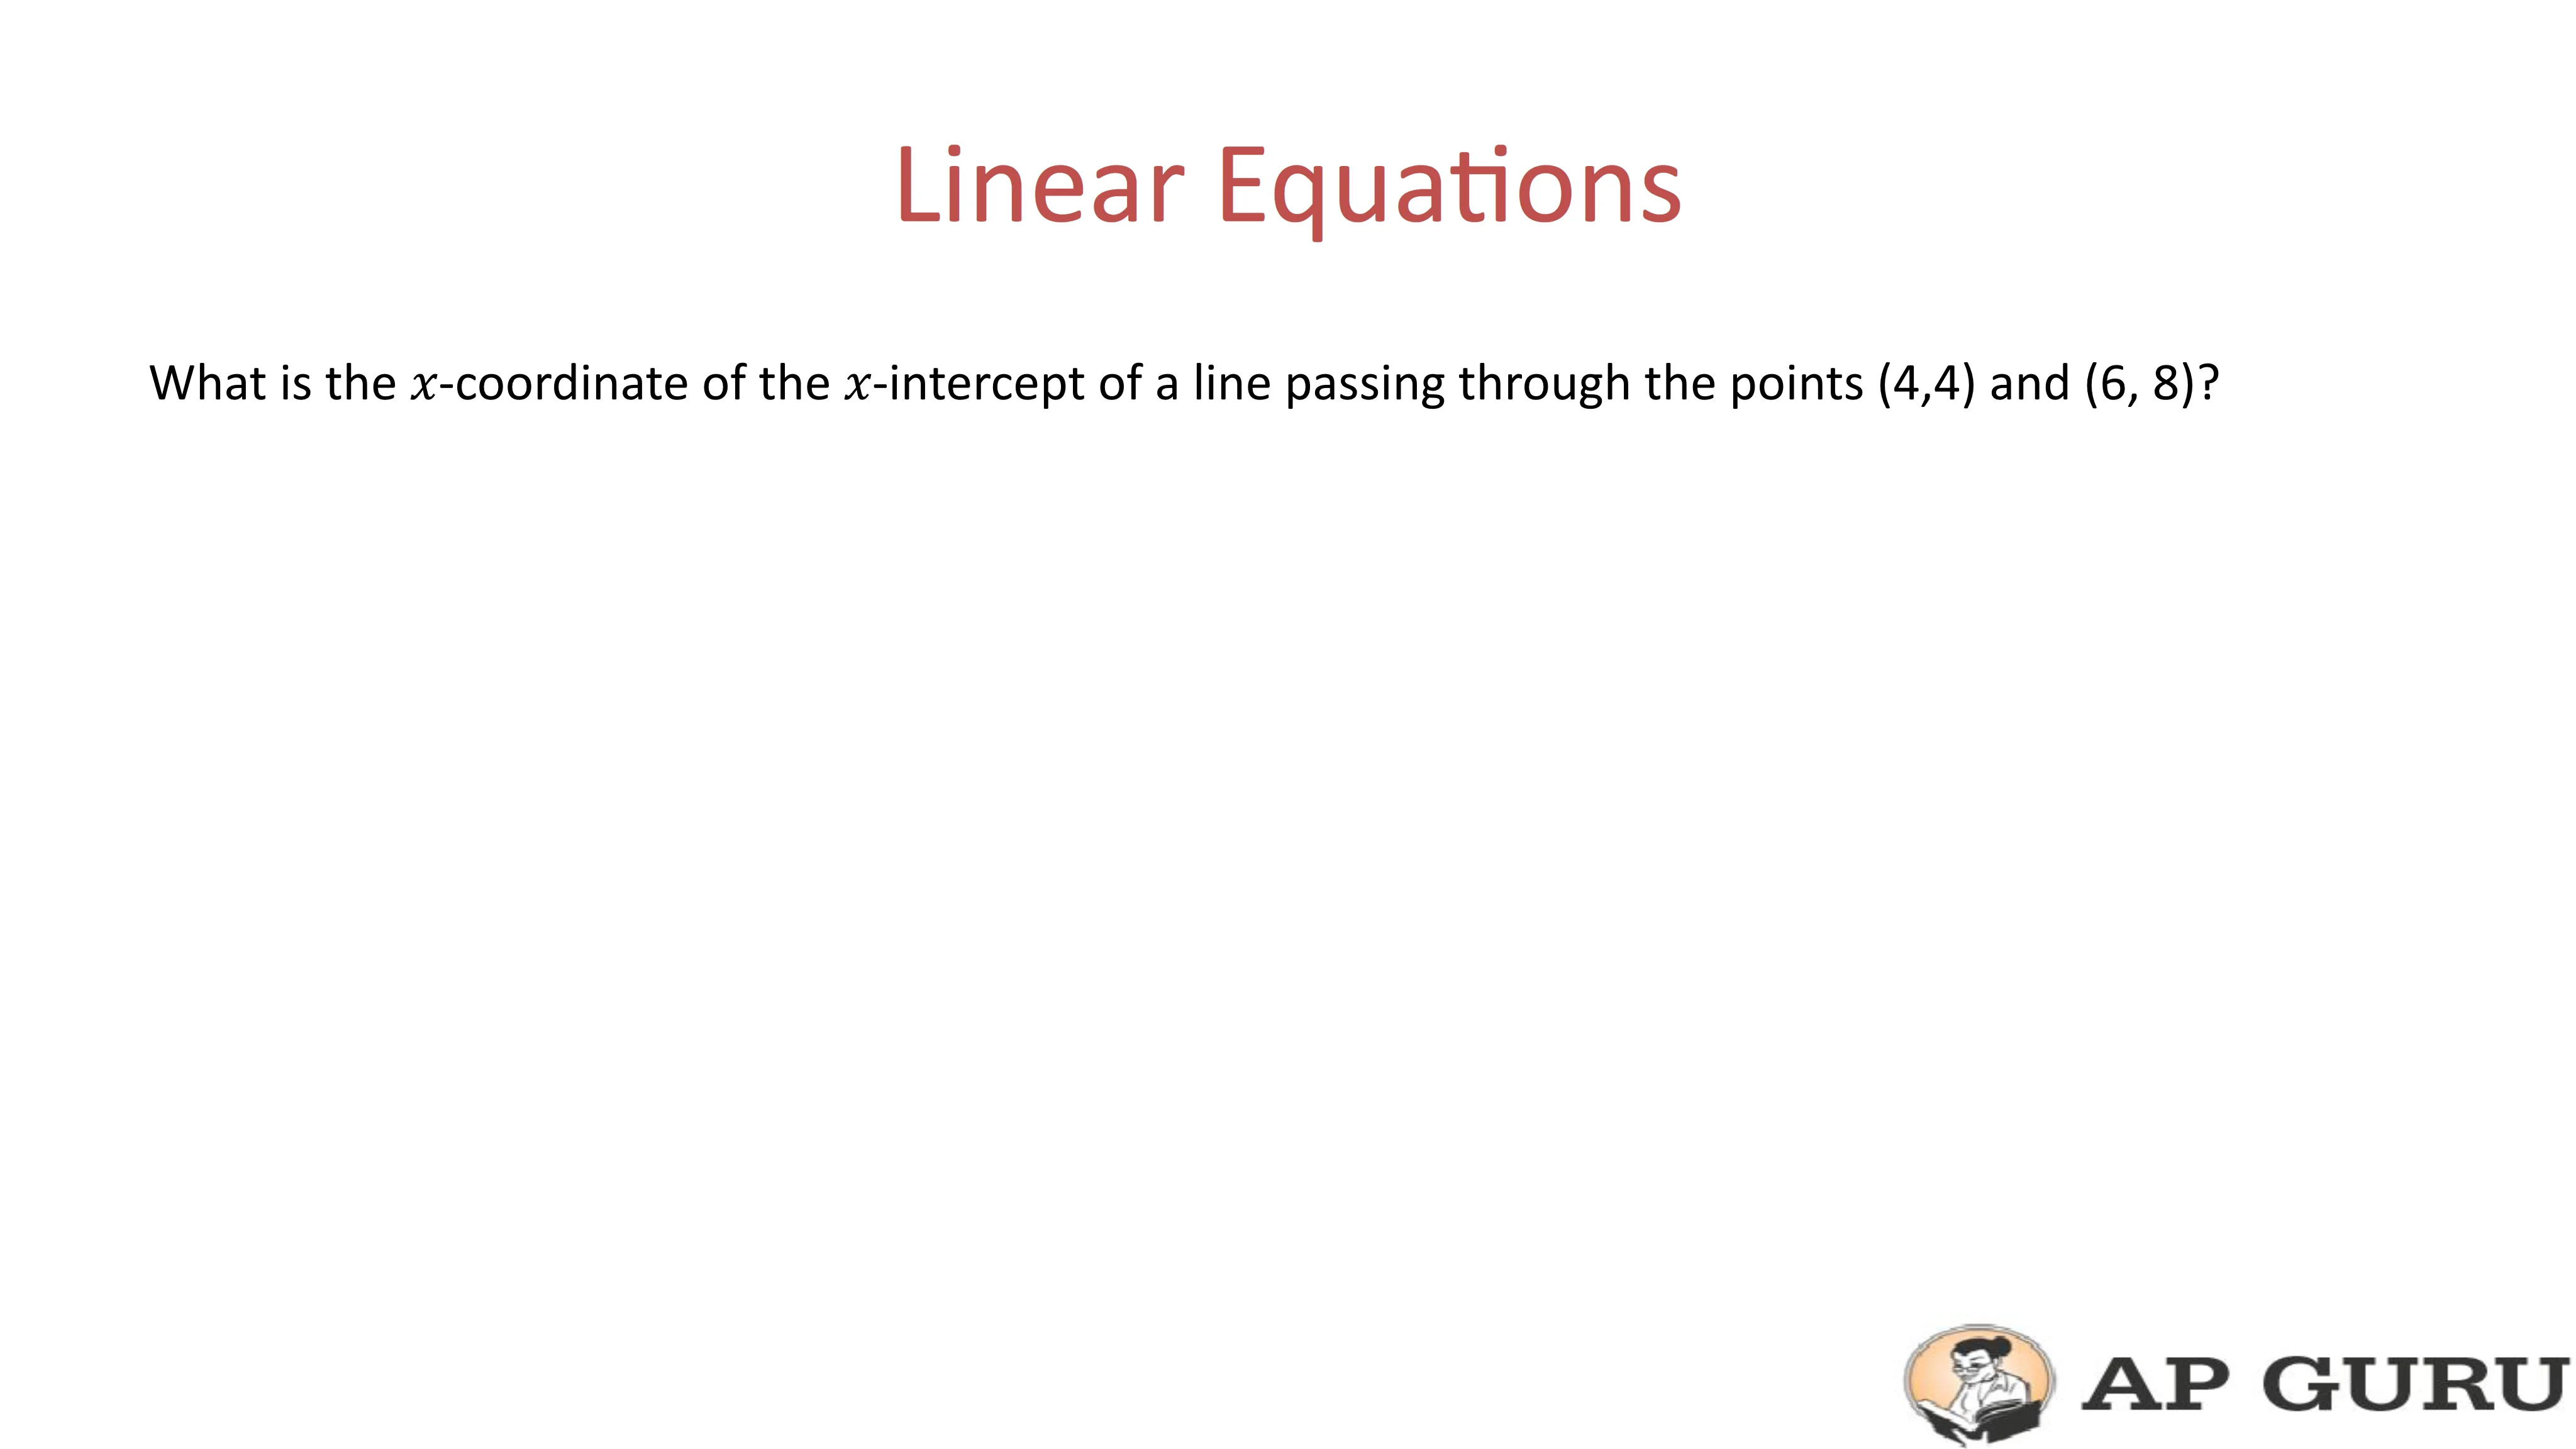 Linear Equations
What is the 𝑥-coordinate of the 𝑥-intercept of a line passing through the points (4,4) and (6, 8)?
AP GURU